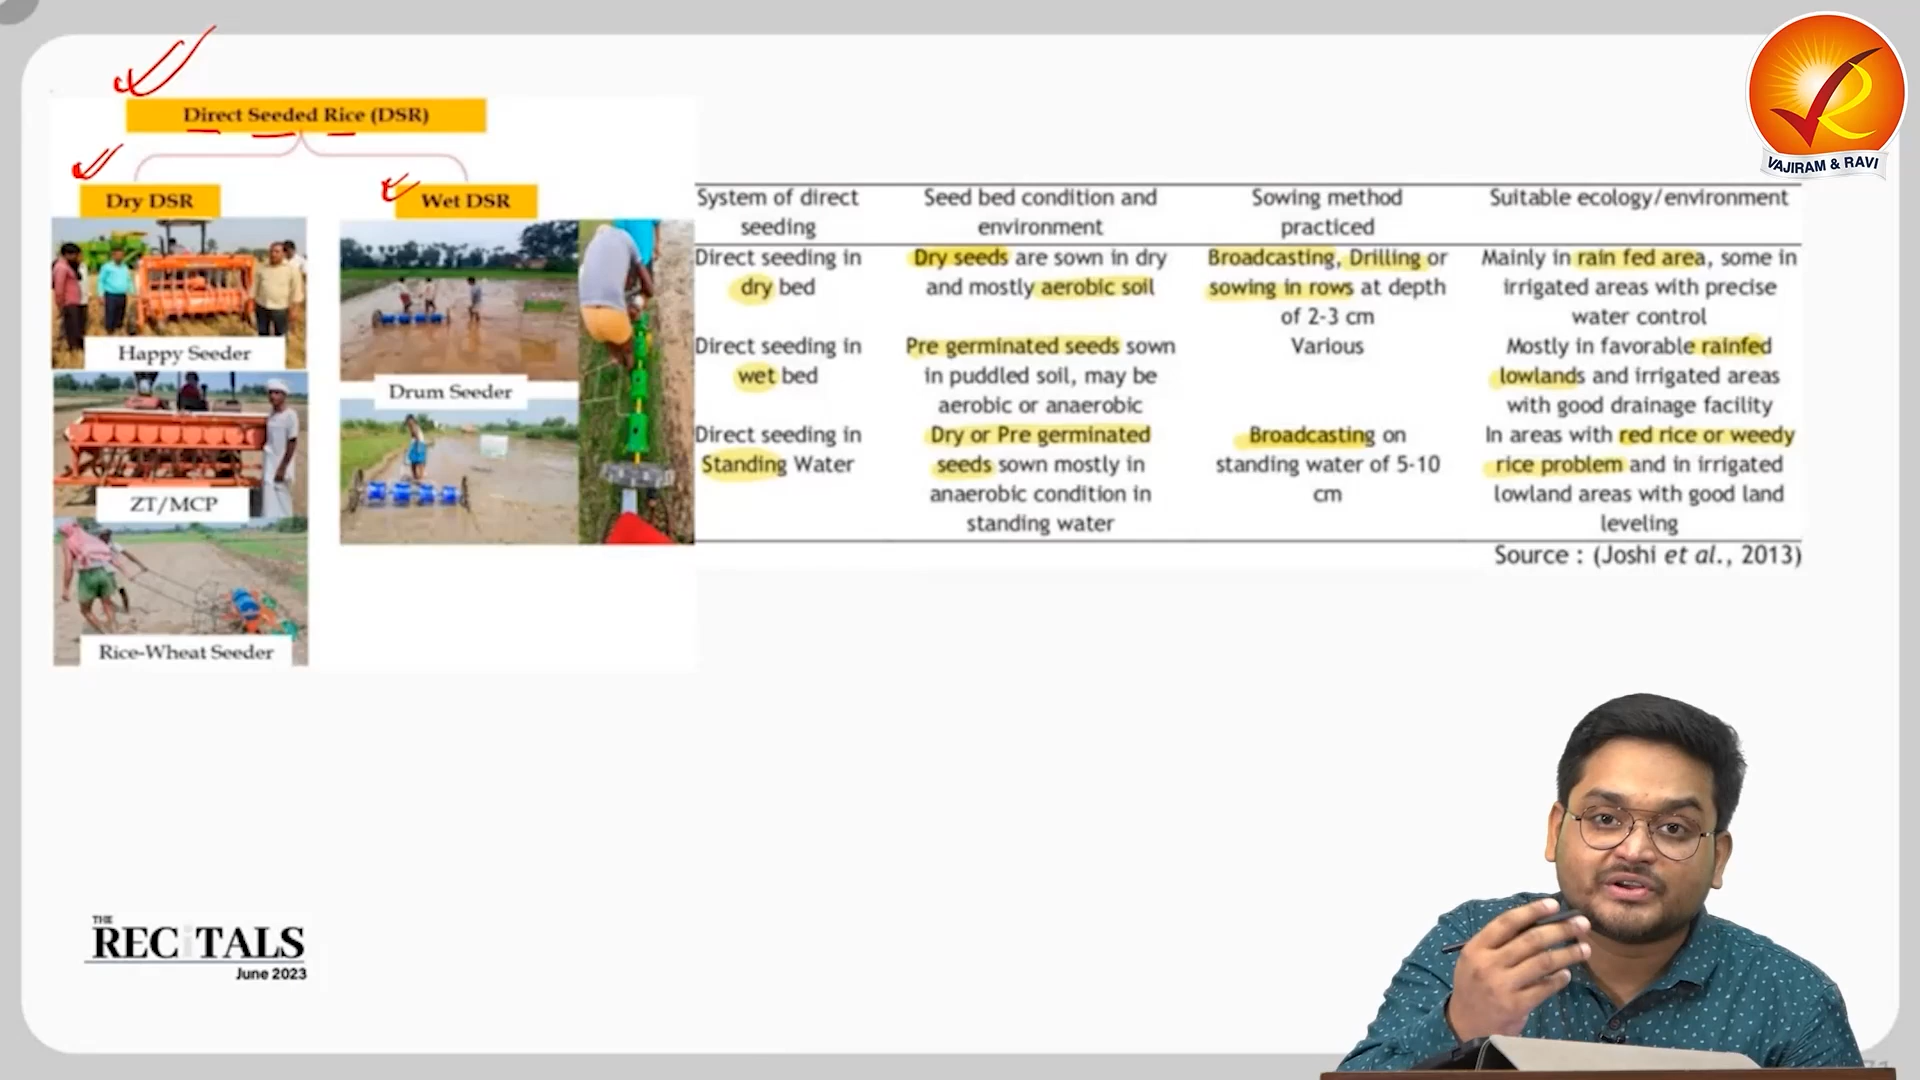 Direct Seeded Rice (DSR)
Dry DSR
Wet DSR
Happy Seeder
Drum Seeder
ZT/MCP
Rice-Wheat Seeder
System of direct
seeding
Seed bed condition and
environment
Sowing method
practiced
Suitable ecology/environment
Direct seeding in
dry bed
Dry seeds are sown in dry
and mostly aerobic soil
Broadcasting, Drilling or
sowing in rows at depth
of 2-3 cm
Mainly in rain fed area, some in
irrigated areas with precise
water control
Direct seeding in
wet bed
Pre germinated seeds sown
in puddled soil, may be
aerobic or anaerobic
Various
Mostly in favorable rainfed
lowlands and irrigated areas
with good drainage facility
Direct seeding in
Standing Water
Dry or Pre germinated
seeds sown mostly in
anaerobic condition in
standing water
Broadcasting on
standing water of 5-10
cm
In areas with red rice or weedy
rice problem and in irrigated
lowland areas with good land
leveling
Source : (Joshi et al., 2013)
VAJIRAM & RAVI
THE
RECiTALS
June 2023